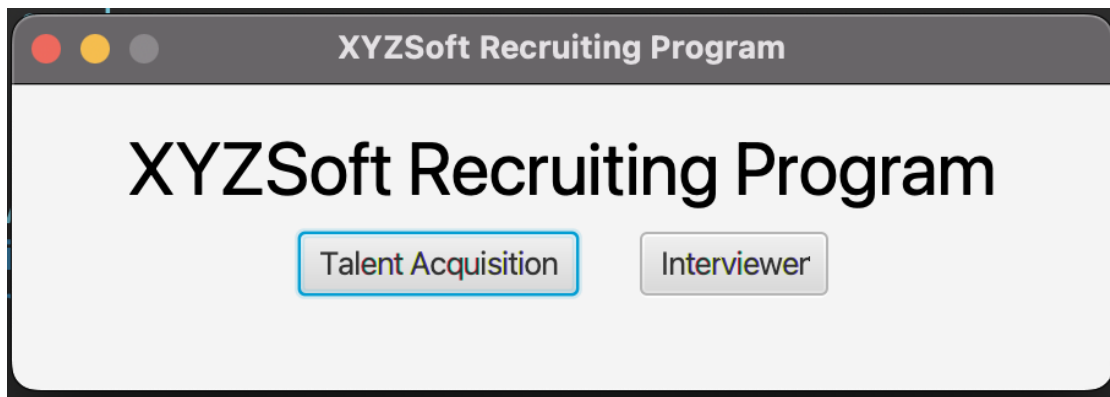 XYZSoft Recruiting Program
XYZSoft Recruiting Program
Talent Acquisition
Interviewer